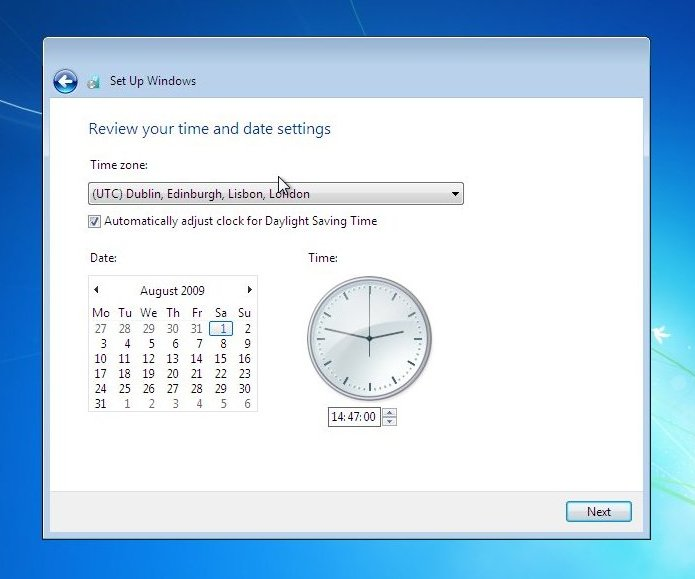 Set Up Windows
Review your time and date settings
Time zone:
(UTC) Dublin, Edinburgh, Lisbon, London
Automatically adjust clock for Daylight Saving Time
Date:
Time:
August 2009
Mo Tu We Th Fr Sa Su
27 28 29 30 31 1 2
3 4 5 6 7 8 9
10 11 12 13 14 15 16
17 18 19 20 21 22 23
24 25 26 27 28 29 30
31 1 2 3 4 5 6
14:47:00
Next